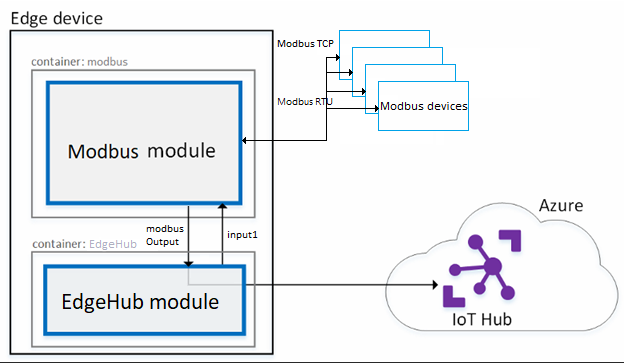 Edge device
container: modbus
Modbus module
Modbus TCP
Modbus RTU
Modbus devices
modbus
Output
input1
container: EdgeHub
EdgeHub module
Azure
IoT Hub